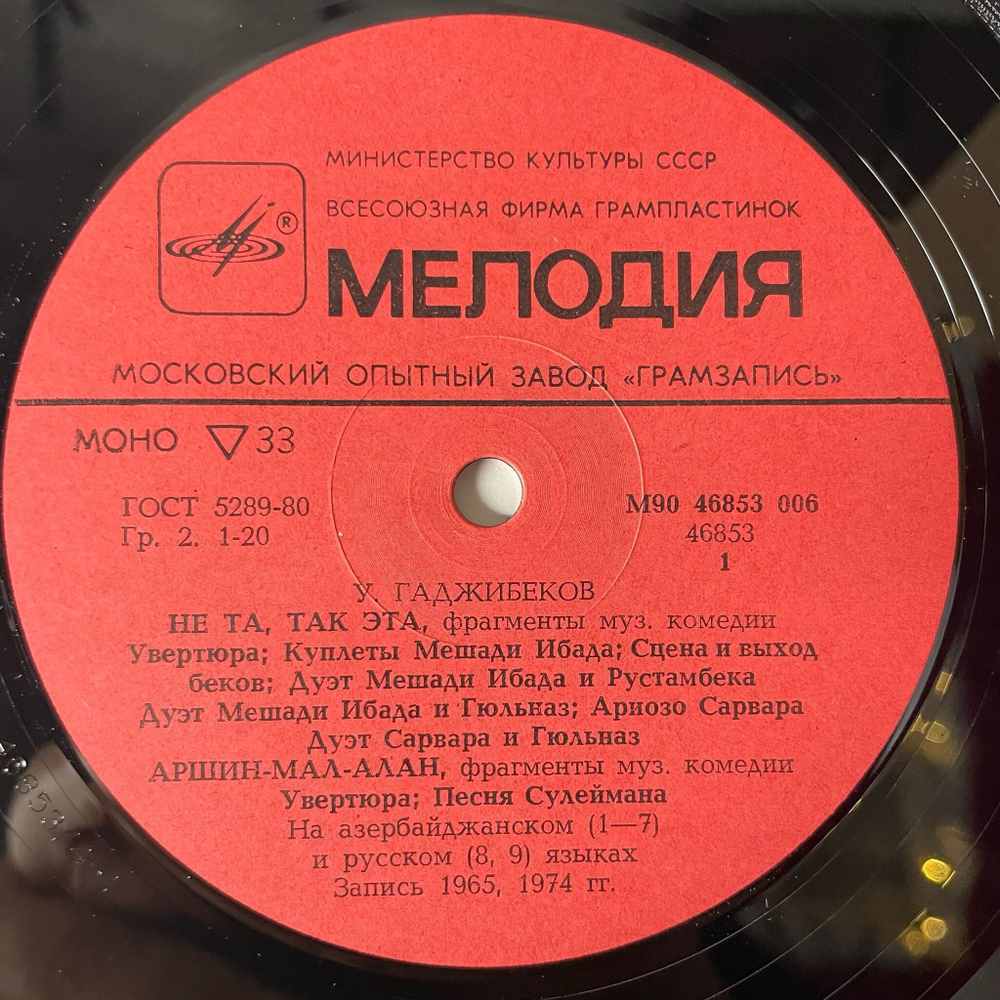 ®
МИНИСТЕРСТВО КУЛЬТУРЫ СССР
ВСЕСОЮЗНАЯ ФИРМА ГРАМПЛАСТИНОК
МЕЛОДИЯ
МОСКОВСКИЙ ОПЫТНЫЙ ЗАВОД «ГРАМЗАПИСЬ»
МОНО ▽ 33
ГОСТ 5289-80
Гр. 2. 1-20
М90 46853 006
46853
1
У. ГАДЖИБЕКОВ
НЕ ТА, ТАК ЭТА, фрагменты муз. комедии
Увертюра; Куплеты Мешади Ибада; Сцена и выход
беков; Дуэт Мешади Ибада и Рустамбека
Дуэт Мешади Ибада и Гюльназ; Ариозо Сарвара
Дуэт Сарвара и Гюльназ
АРШИН-МАЛ-АЛАН, фрагменты муз. комедии
Увертюра; Песня Сулеймана
На азербайджанском (1—7)
и русском (8, 9) языках
Запись 1965, 1974 гг.